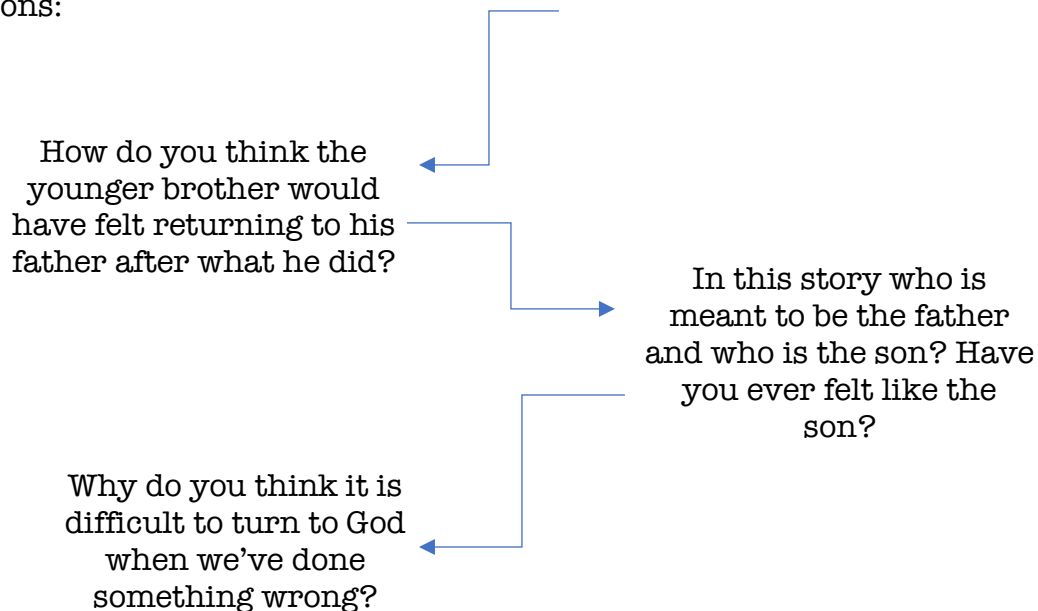 ons:
How do you think the
younger brother would
have felt returning to his
father after what he did?
In this story who is
meant to be the father
and who is the son? Have
you ever felt like the
son?
Why do you think it is
difficult to turn to God
when we’ve done
something wrong?